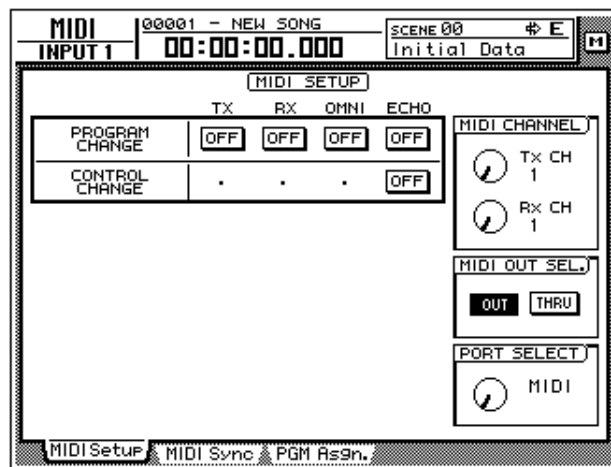 MIDI
INPUT 1
00001 - NEW SONG
00:00:00.000
SCENE 00 E
Initial Data
M
MIDI SETUP
TX RX OMNI ECHO
PROGRAM CHANGE OFF OFF OFF OFF
CONTROL CHANGE . . . OFF
MIDI CHANNEL
Tx CH
1
Rx CH
1
MIDI OUT SEL.
OUT THRU
PORT SELECT
MIDI
MIDI Setup MIDI Sync PGM Asgn.